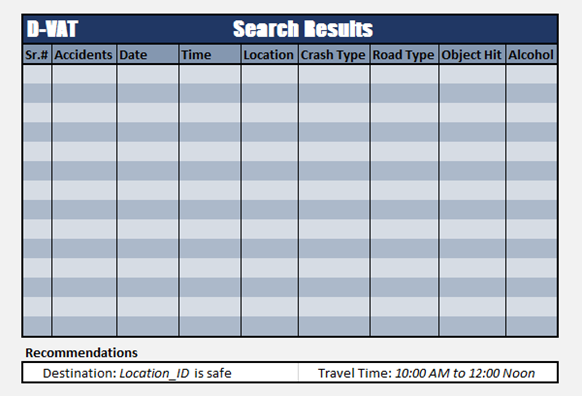 D-VAT Search Results
Sr.# Accidents Date Time Location Crash Type Road Type Object Hit Alcohol
Recommendations
Destination: Location_ID is safe Travel Time: 10:00 AM to 12:00 Noon